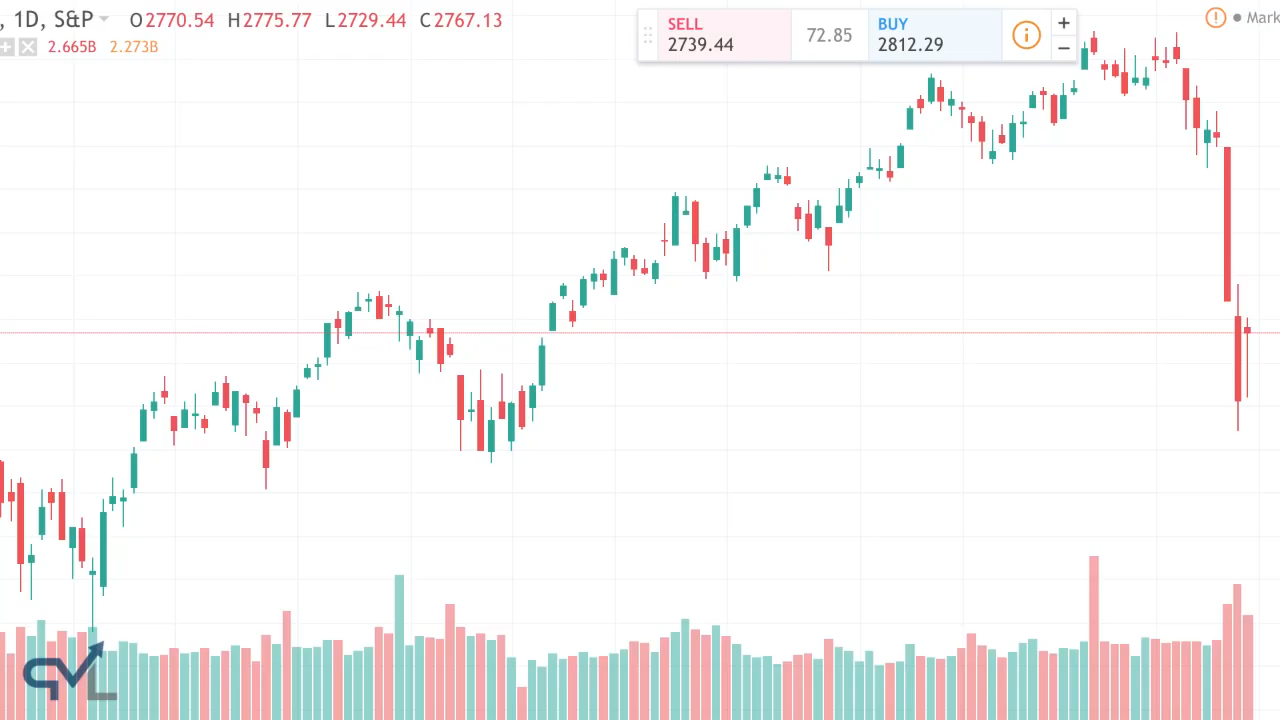 , 1D, S&P O2770.54 H2775.77 L2729.44 C2767.13
2.665B 2.273B
SELL
2739.44
72.85
BUY
2812.29
Mark
PVL